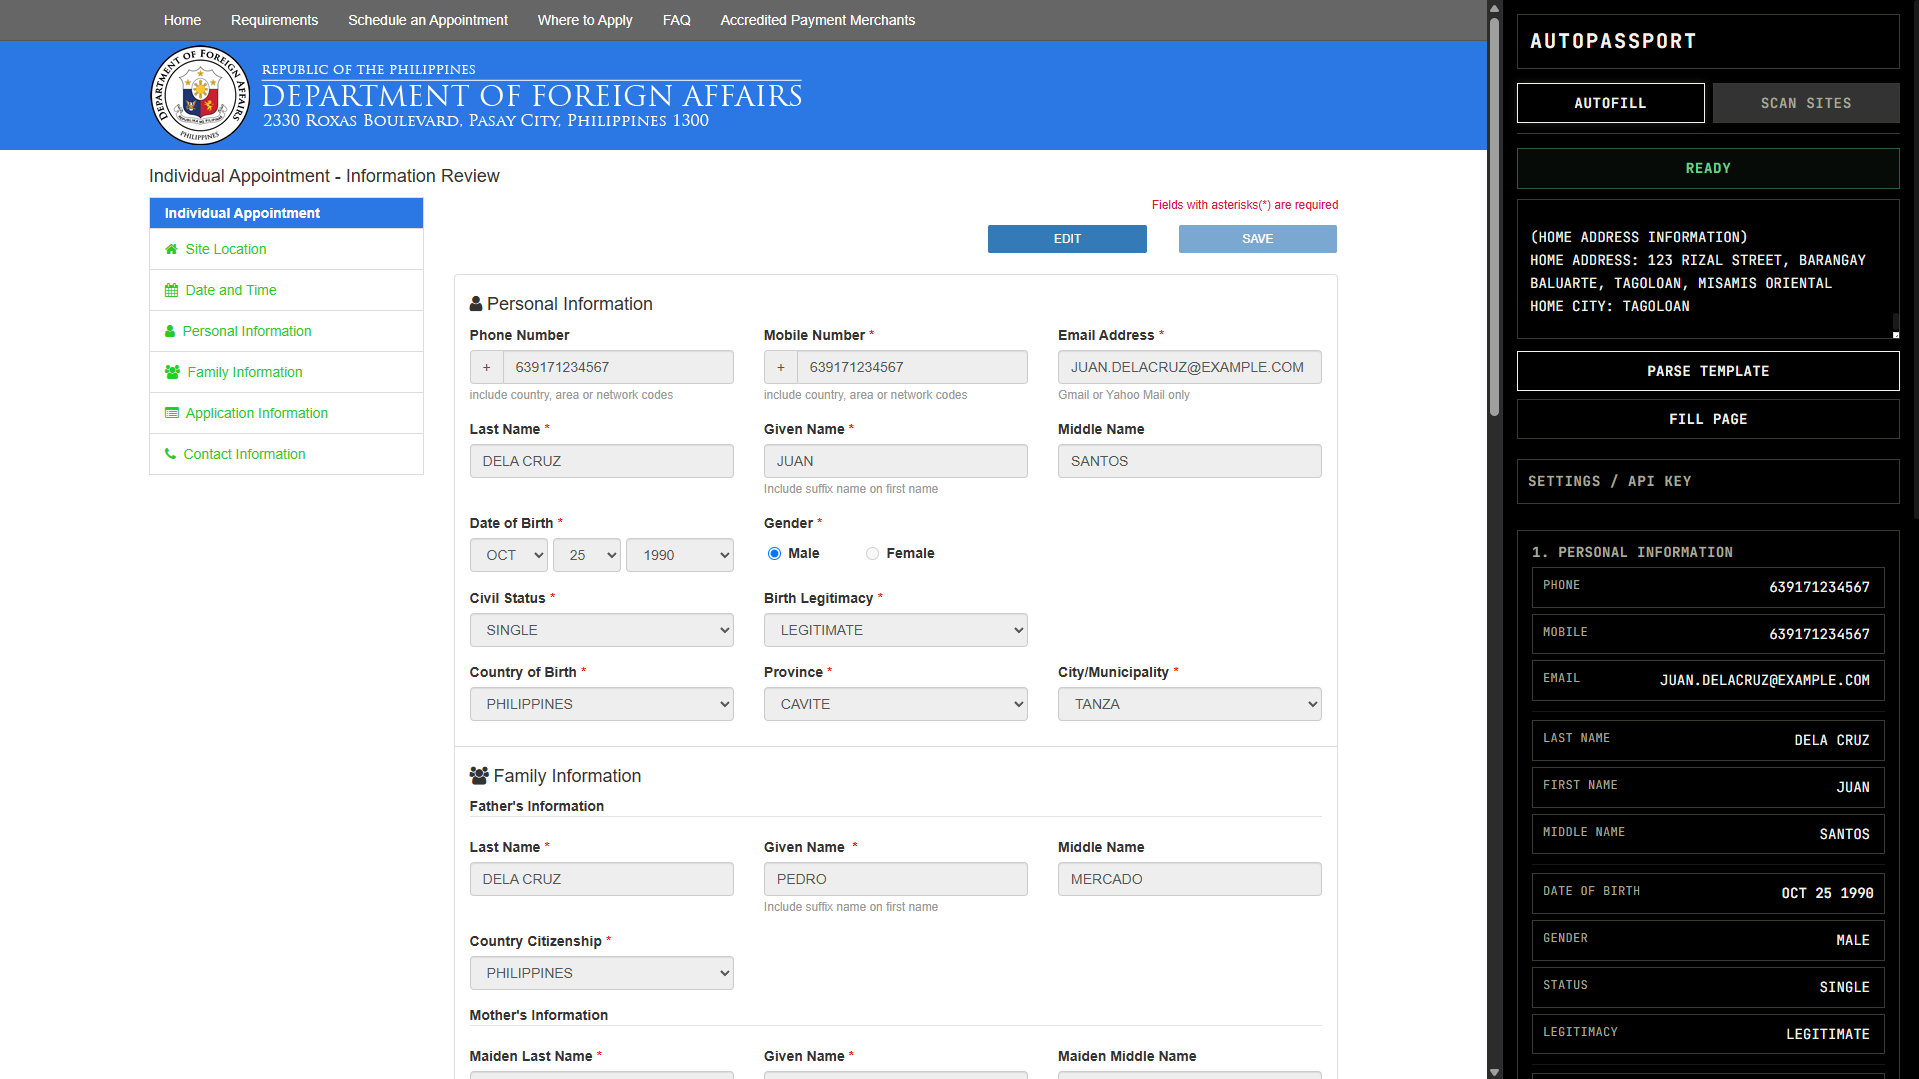 Home Requirements Schedule an Appointment Where to Apply FAQ Accredited Payment Merchants
DEPARTMENT OF FOREIGN AFFAIRS
PHILIPPINES
REPUBLIC OF THE PHILIPPINES
DEPARTMENT OF FOREIGN AFFAIRS
2330 Roxas Boulevard, Pasay City, Philippines 1300
Individual Appointment - Information Review
Individual Appointment
Site Location
Date and Time
Personal Information
Family Information
Application Information
Contact Information
Fields with asterisks(*) are required
EDIT SAVE
Personal Information
Phone Number Mobile Number * Email Address *
+ 639171234567 + 639171234567 JUAN.DELACRUZ@EXAMPLE.COM
include country, area or network codes include country, area or network codes Gmail or Yahoo Mail only
Last Name * Given Name * Middle Name
DELA CRUZ JUAN SANTOS
Include suffix name on first name
Date of Birth * Gender *
OCT 25 1990 Male Female
Civil Status * Birth Legitimacy *
SINGLE LEGITIMATE
Country of Birth * Province * City/Municipality *
PHILIPPINES CAVITE TANZA
Family Information
Father's Information
Last Name * Given Name * Middle Name
DELA CRUZ PEDRO MERCADO
Include suffix name on first name
Country Citizenship *
PHILIPPINES
Mother's Information
Maiden Last Name * Given Name * Maiden Middle Name
AUTOPASSPORT
AUTOFILL SCAN SITES
READY
(HOME ADDRESS INFORMATION)
HOME ADDRESS: 123 RIZAL STREET, BARANGAY
BALUARTE, TAGOLOAN, MISAMIS ORIENTAL
HOME CITY: TAGOLOAN
PARSE TEMPLATE
FILL PAGE
SETTINGS / API KEY
1. PERSONAL INFORMATION
PHONE 639171234567
MOBILE 639171234567
EMAIL JUAN.DELACRUZ@EXAMPLE.COM
LAST NAME DELA CRUZ
FIRST NAME JUAN
MIDDLE NAME SANTOS
DATE OF BIRTH OCT 25 1990
GENDER MALE
STATUS SINGLE
LEGITIMACY LEGITIMATE